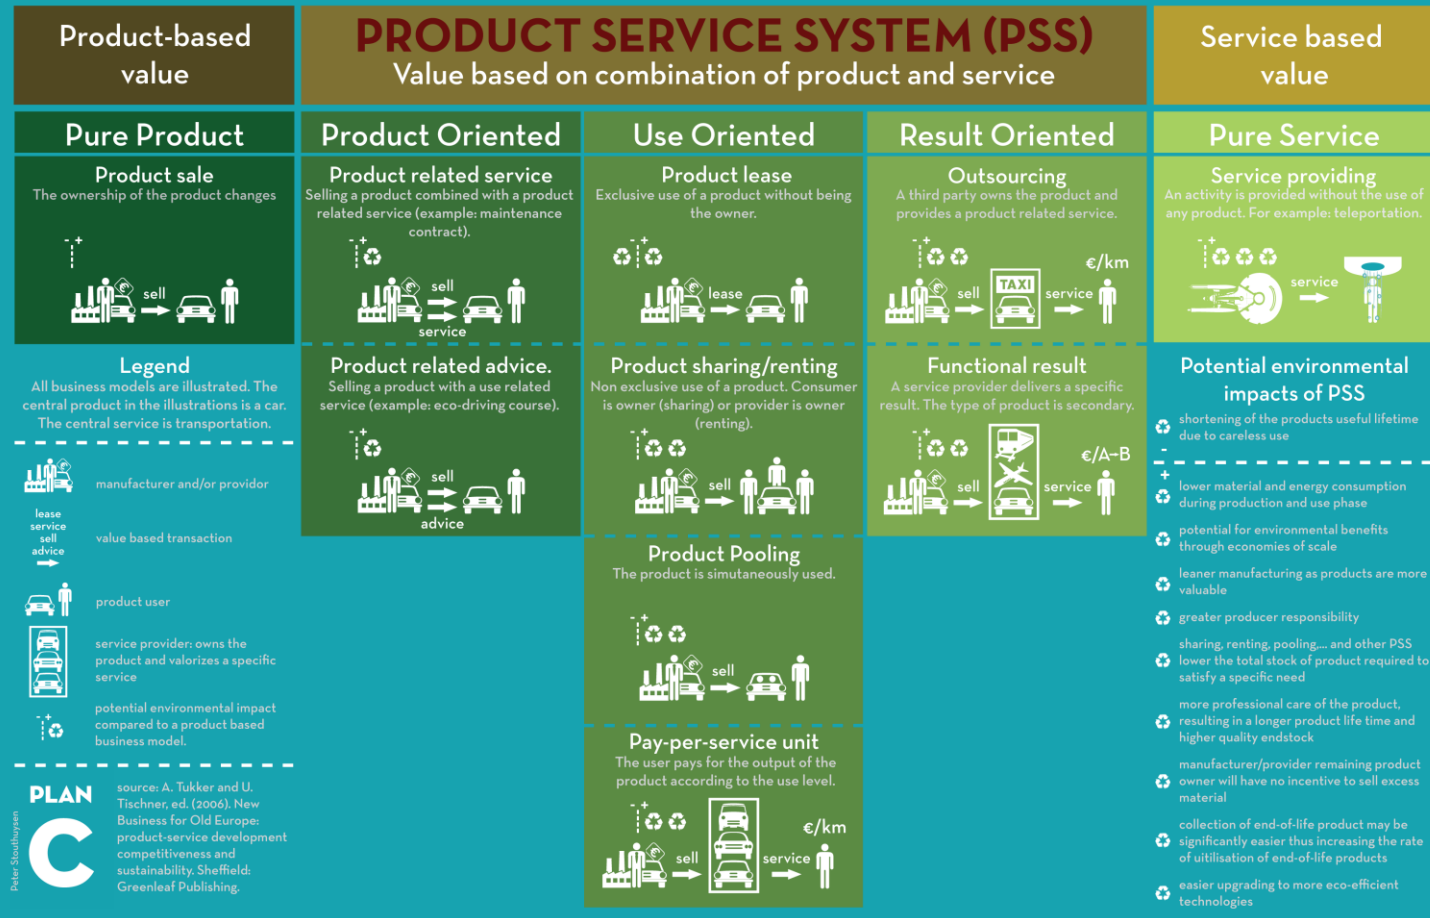 Product-based
value
PRODUCT SERVICE SYSTEM (PSS)
Value based on combination of product and service
Service based
value
Pure Product
Product sale
The ownership of the product changes
- +
sell
Legend
All business models are illustrated. The
central product in the illustrations is a car.
The central service is transportation.
manufacturer and/or providor
lease
service
sell
advice
value based transaction
product user
service provider: owns the
product and valorizes a specific
service
- +
potential environmental impact
compared to a product based
business model.
PLAN
C
Peter Stouthuysen
source: A. Tukker and U.
Tischner, ed. (2006). New
Business for Old Europe:
product-service development
competitiveness and
sustainability. Sheffield:
Greenleaf Publishing.
Product Oriented
Product related service
Selling a product combined with a product
related service (example: maintenance
contract).
- +
sell
service
Product related advice.
Selling a product with a use related
service (example: eco-driving course).
- +
sell
advice
Use Oriented
Product lease
Exclusive use of a product without being
the owner.
- +
lease
Product sharing/renting
Non exclusive use of a product. Consumer
is owner (sharing) or provider is owner
(renting).
- +
sell
Product Pooling
The product is simutaneously used.
- +
sell
Pay-per-service unit
The user pays for the output of the
product according to the use level.
- +
€/km
sell
service
Result Oriented
Outsourcing
A third party owns the product and
provides a product related service.
- +
€/km
sell
TAXI
service
Functional result
A service provider delivers a specific
result. The type of product is secondary.
- +
€/A-B
sell
service
Pure Service
Service providing
An activity is provided without the use of
any product. For example: teleportation.
- +
service
Potential environmental
impacts of PSS
shortening of the products useful lifetime
due to careless use
-
+
lower material and energy consumption
during production and use phase
potential for environmental benefits
through economies of scale
leaner manufacturing as products are more
valuable
greater producer responsibility
sharing, renting, pooling,... and other PSS
lower the total stock of product required to
satisfy a specific need
more professional care of the product,
resulting in a longer product life time and
higher quality endstock
manufacturer/provider remaining product
owner will have no incentive to sell excess
material
collection of end-of-life product may be
significantly easier thus increasing the rate
of uitilisation of end-of-life products
easier upgrading to more eco-efficient
technologies